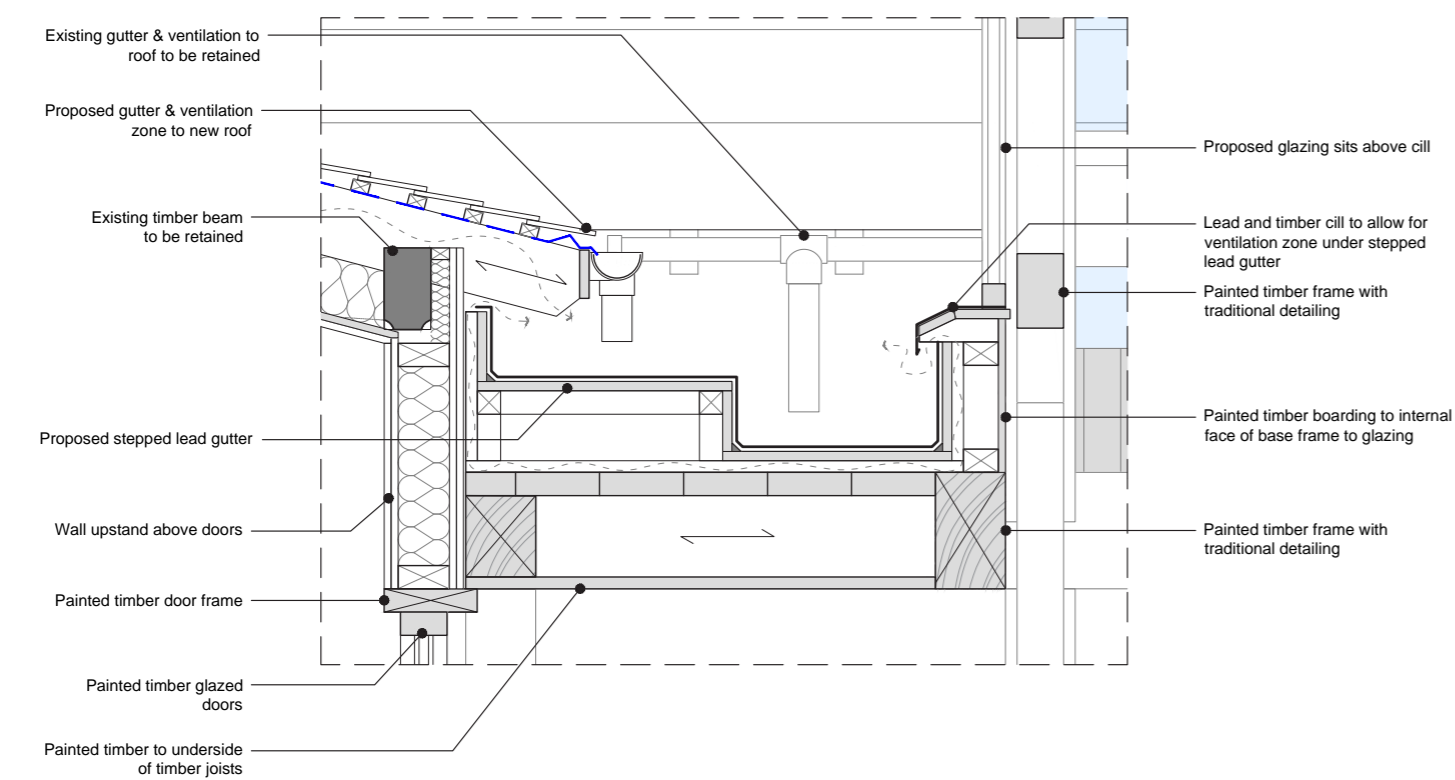 Existing gutter & ventilation to
roof to be retained
Proposed gutter & ventilation
zone to new roof
Existing timber beam
to be retained
Proposed stepped lead gutter
Wall upstand above doors
Painted timber door frame
Painted timber glazed
doors
Painted timber to underside
of timber joists
Proposed glazing sits above cill
Lead and timber cill to allow for
ventilation zone under stepped
lead gutter
Painted timber frame with
traditional detailing
Painted timber boarding to internal
face of base frame to glazing
Painted timber frame with
traditional detailing